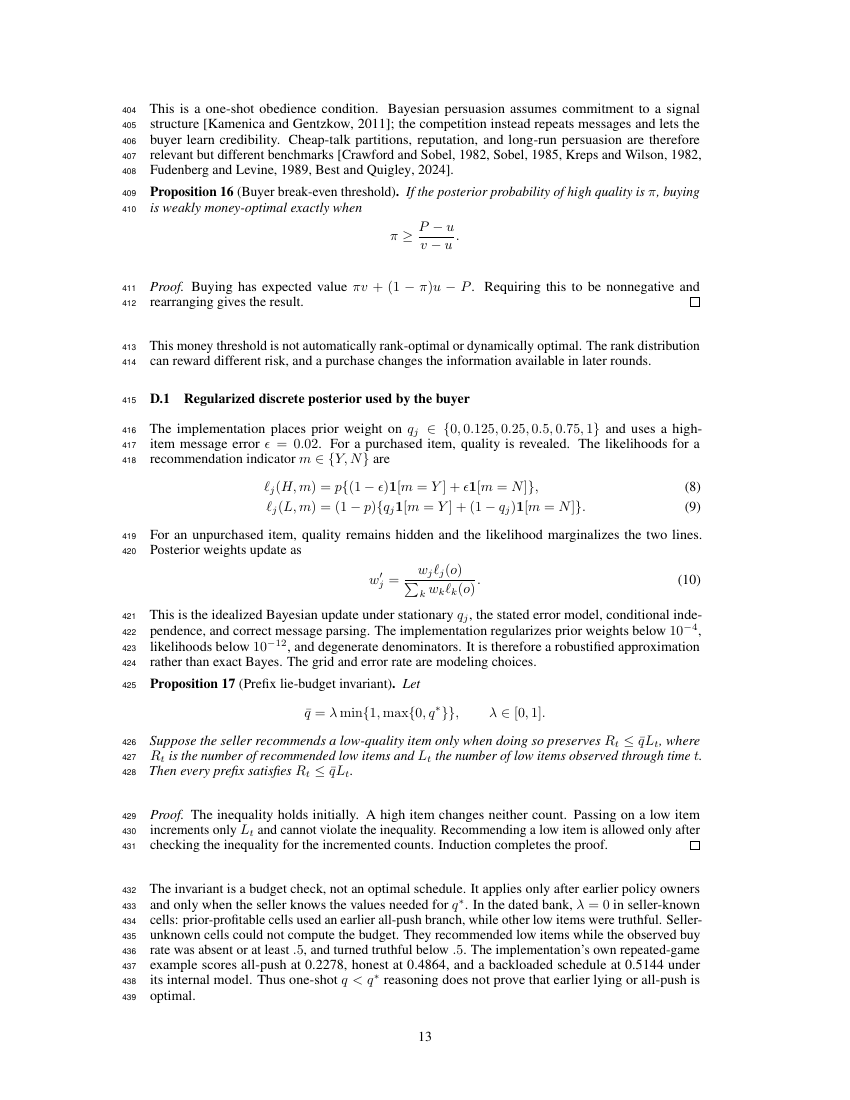 404 This is a one-shot obedience condition. Bayesian persuasion assumes commitment to a signal
405 structure [Kamenica and Gentzkow, 2011]; the competition instead repeats messages and lets the
406 buyer learn credibility. Cheap-talk partitions, reputation, and long-run persuasion are therefore
407 relevant but different benchmarks [Crawford and Sobel, 1982, Sobel, 1985, Kreps and Wilson, 1982,
408 Fudenberg and Levine, 1989, Best and Quigley, 2024].
409 Proposition 16 (Buyer break-even threshold). If the posterior probability of high quality is π, buying
410 is weakly money-optimal exactly when
π ≥ (P − u)/(v − u).
411 Proof. Buying has expected value πv + (1 − π)u − P. Requiring this to be nonnegative and
412 rearranging gives the result. □
413 This money threshold is not automatically rank-optimal or dynamically optimal. The rank distribution
414 can reward different risk, and a purchase changes the information available in later rounds.
415 D.1 Regularized discrete posterior used by the buyer
416 The implementation places prior weight on q_j ∈ {0, 0.125, 0.25, 0.5, 0.75, 1} and uses a high-
417 item message error ϵ = 0.02. For a purchased item, quality is revealed. The likelihoods for a
418 recommendation indicator m ∈ {Y, N} are
ℓ_j(H, m) = p{(1 − ϵ)1[m = Y] + ϵ1[m = N]}, (8)
ℓ_j(L, m) = (1 − p){q_j1[m = Y] + (1 − q_j)1[m = N]}. (9)
419 For an unpurchased item, quality remains hidden and the likelihood marginalizes the two lines.
420 Posterior weights update as
w′_j = w_jℓ_j(o) / ∑_k w_kℓ_k(o). (10)
421 This is the idealized Bayesian update under stationary q_j, the stated error model, conditional inde-
422 pendence, and correct message parsing. The implementation regularizes prior weights below 10⁻⁴,
423 likelihoods below 10⁻¹², and degenerate denominators. It is therefore a robustified approximation
424 rather than exact Bayes. The grid and error rate are modeling choices.
425 Proposition 17 (Prefix lie-budget invariant). Let
q̄ = λ min{1, max{0, q*}}, λ ∈ [0, 1].
426 Suppose the seller recommends a low-quality item only when doing so preserves R_t ≤ q̄L_t, where
427 R_t is the number of recommended low items and L_t the number of low items observed through time t.
428 Then every prefix satisfies R_t ≤ q̄L_t.
429 Proof. The inequality holds initially. A high item changes neither count. Passing on a low item
430 increments only L_t and cannot violate the inequality. Recommending a low item is allowed only after
431 checking the inequality for the incremented counts. Induction completes the proof. □
432 The invariant is a budget check, not an optimal schedule. It applies only after earlier policy owners
433 and only when the seller knows the values needed for q*. In the dated bank, λ = 0 in seller-known
434 cells: prior-profitable cells used an earlier all-push branch, while other low items were truthful. Seller-
435 unknown cells could not compute the budget. They recommended low items while the observed buy
436 rate was absent or at least .5, and turned truthful below .5. The implementation's own repeated-game
437 example scores all-push at 0.2278, honest at 0.4864, and a backloaded schedule at 0.5144 under
438 its internal model. Thus one-shot q < q* reasoning does not prove that earlier lying or all-push is
439 optimal.
13